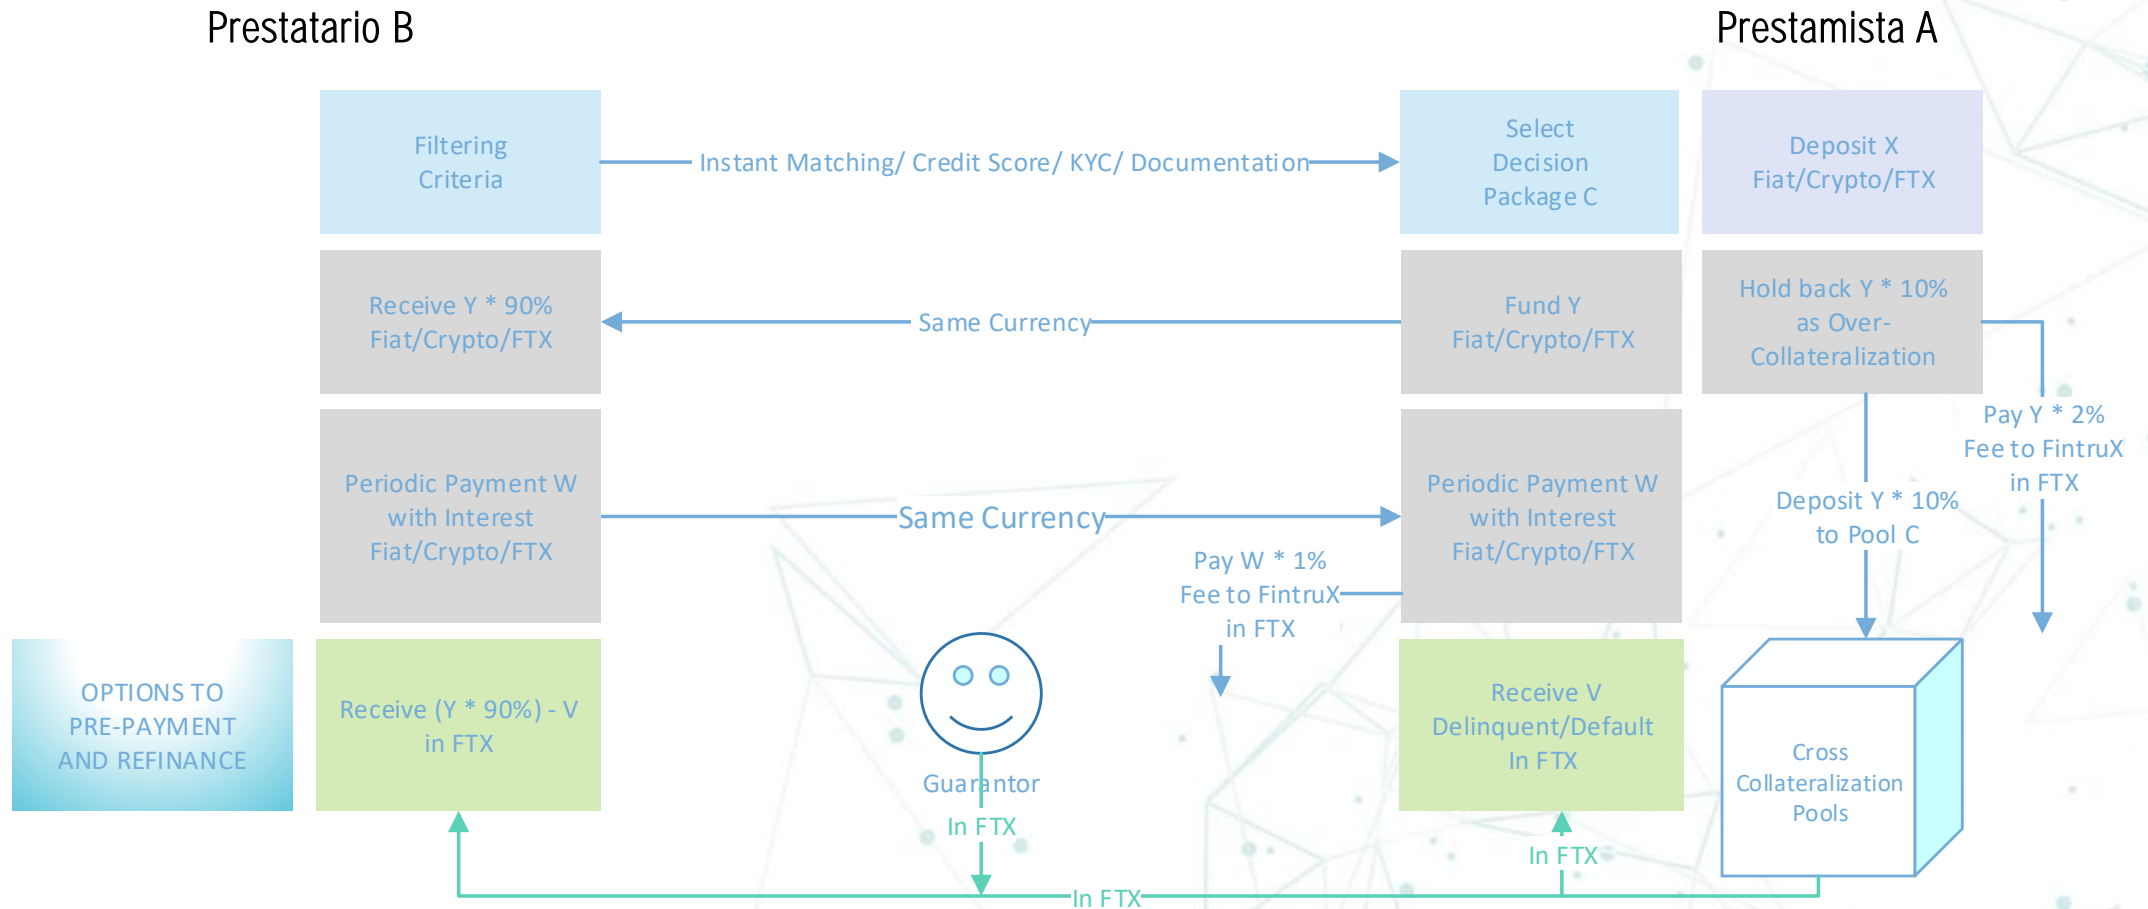 Prestatario B
Prestamista A
Filtering
Criteria
Instant Matching/ Credit Score/ KYC/ Documentation
Select
Decision
Package C
Deposit X
Fiat/Crypto/FTX
Receive Y * 90%
Fiat/Crypto/FTX
Same Currency
Fund Y
Fiat/Crypto/FTX
Hold back Y * 10%
as Over-
Collateralization
Pay Y * 2%
Fee to FintruX
in FTX
Deposit Y * 10%
to Pool C
Periodic Payment W
with Interest
Fiat/Crypto/FTX
Same Currency
Periodic Payment W
with Interest
Fiat/Crypto/FTX
Pay W * 1%
Fee to FintruX
in FTX
OPTIONS TO
PRE-PAYMENT
AND REFINANCE
Receive (Y * 90%) - V
in FTX
Guarantor
In FTX
Receive V
Delinquent/Default
In FTX
Cross
Collateralization
Pools
In FTX
In FTX